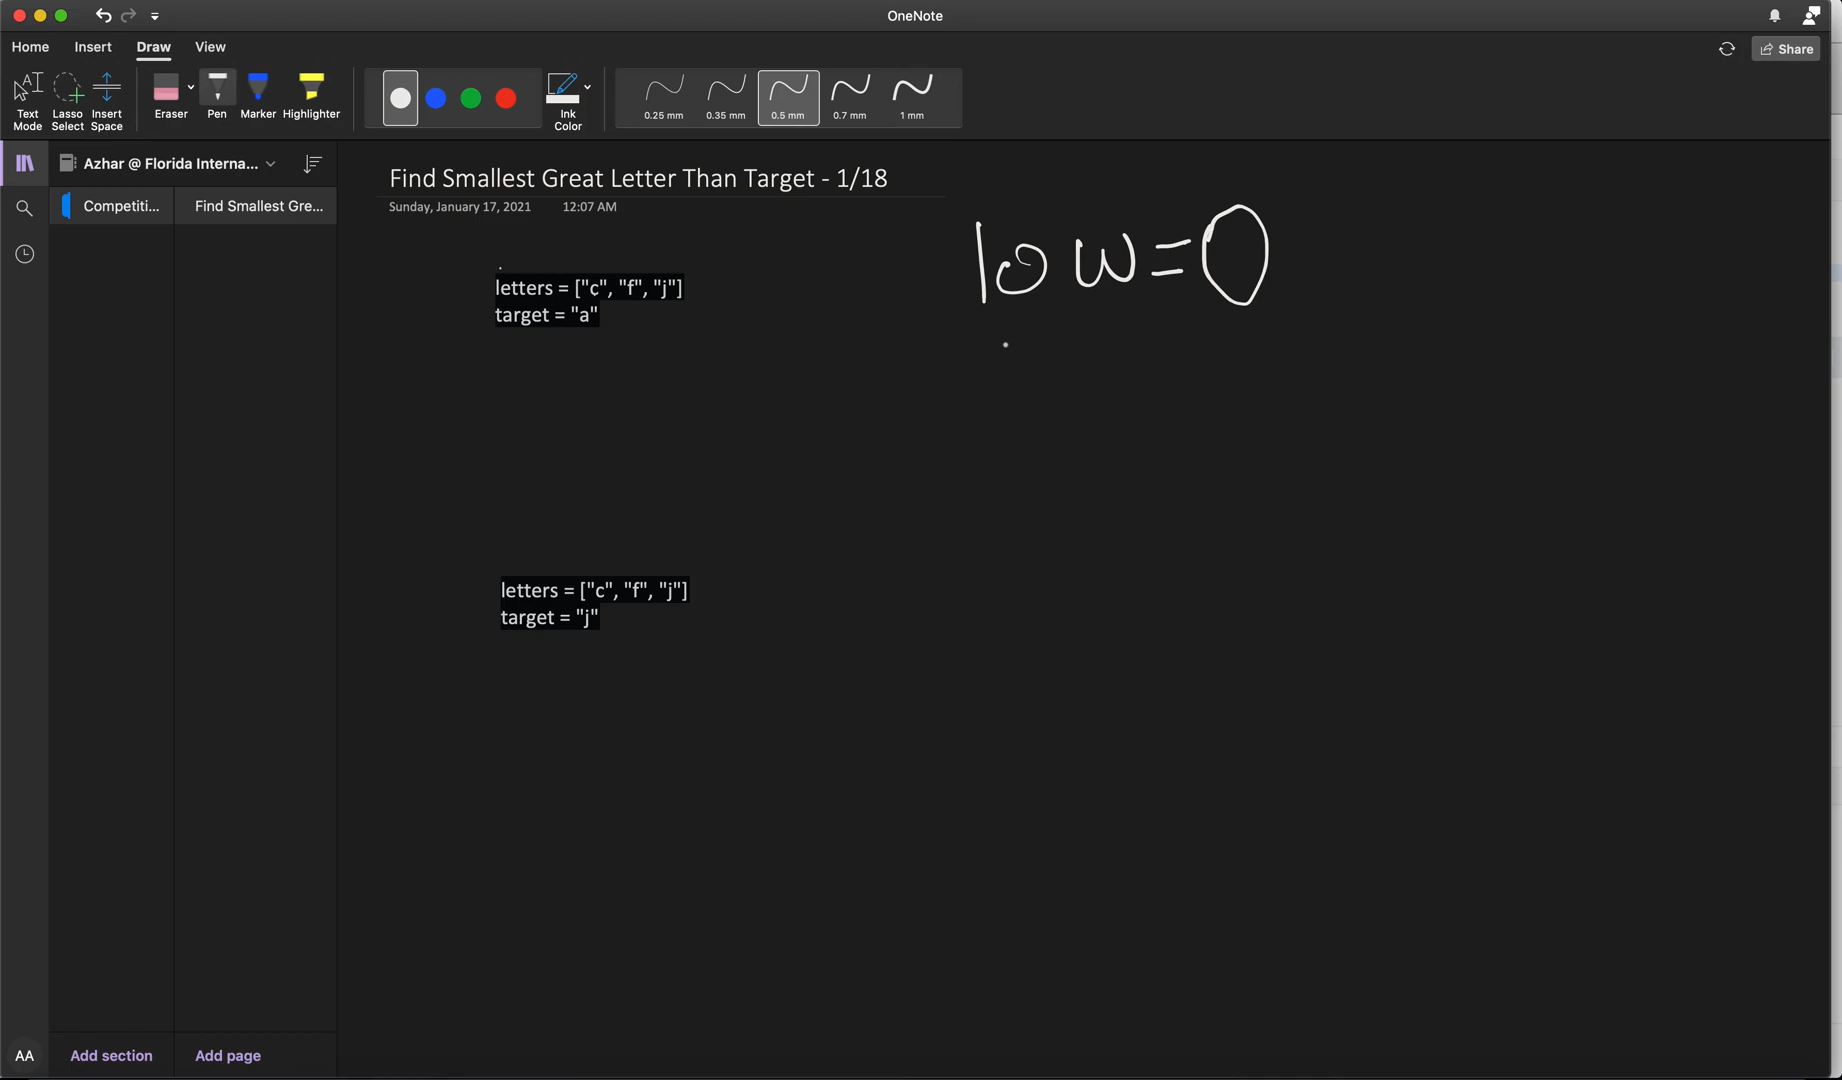 OneNote
Home Insert Draw View
Share
Text Mode
Lasso Select
Insert Space
Eraser
Pen
Marker
Highlighter
Ink Color
0.25 mm
0.35 mm
0.5 mm
0.7 mm
1 mm
Azhar @ Florida Interna...
Competiti...
Find Smallest Gre...
Find Smallest Great Letter Than Target - 1/18
Sunday, January 17, 2021 12:07 AM
low=0
letters = ["c", "f", "j"]
target = "a"
letters = ["c", "f", "j"]
target = "j"
AA
Add section
Add page